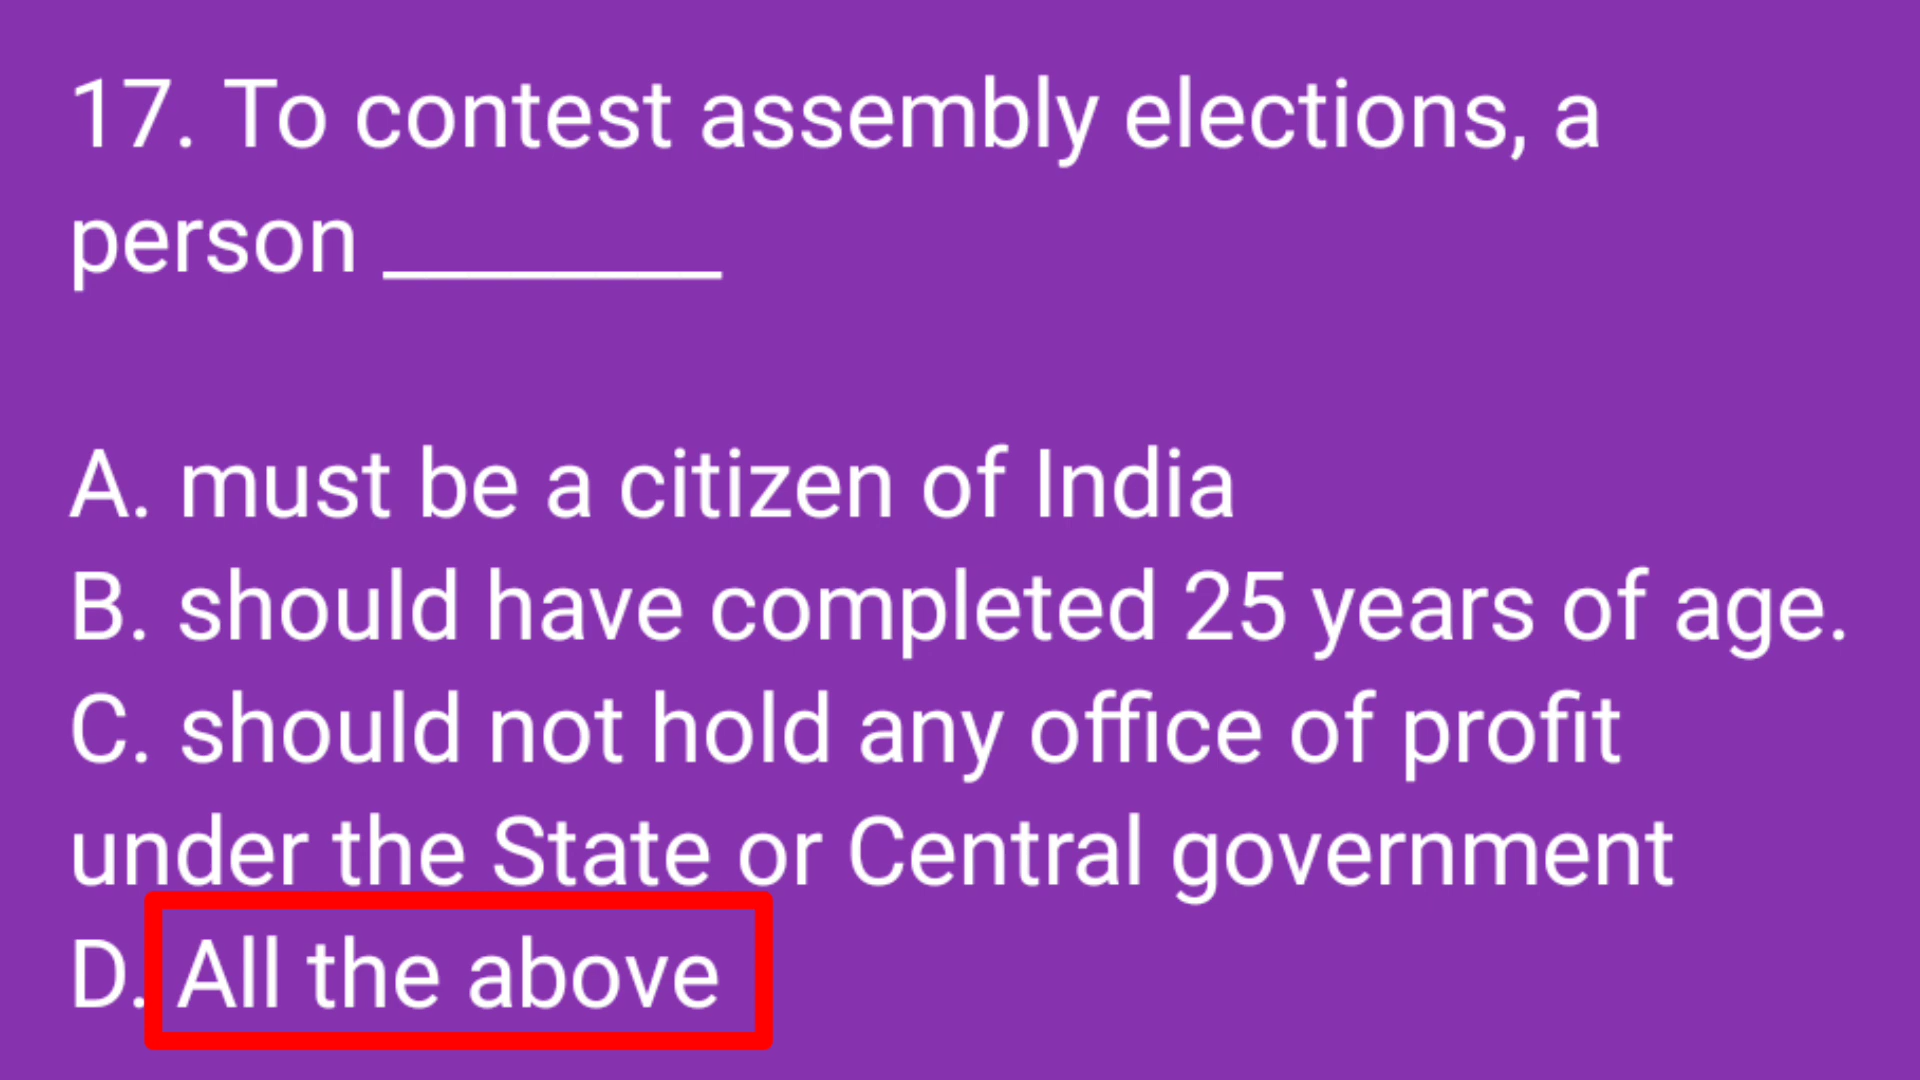 17. To contest assembly elections, a
person ________
A. must be a citizen of India
B. should have completed 25 years of age.
C. should not hold any office of profit
under the State or Central government
D. All the above